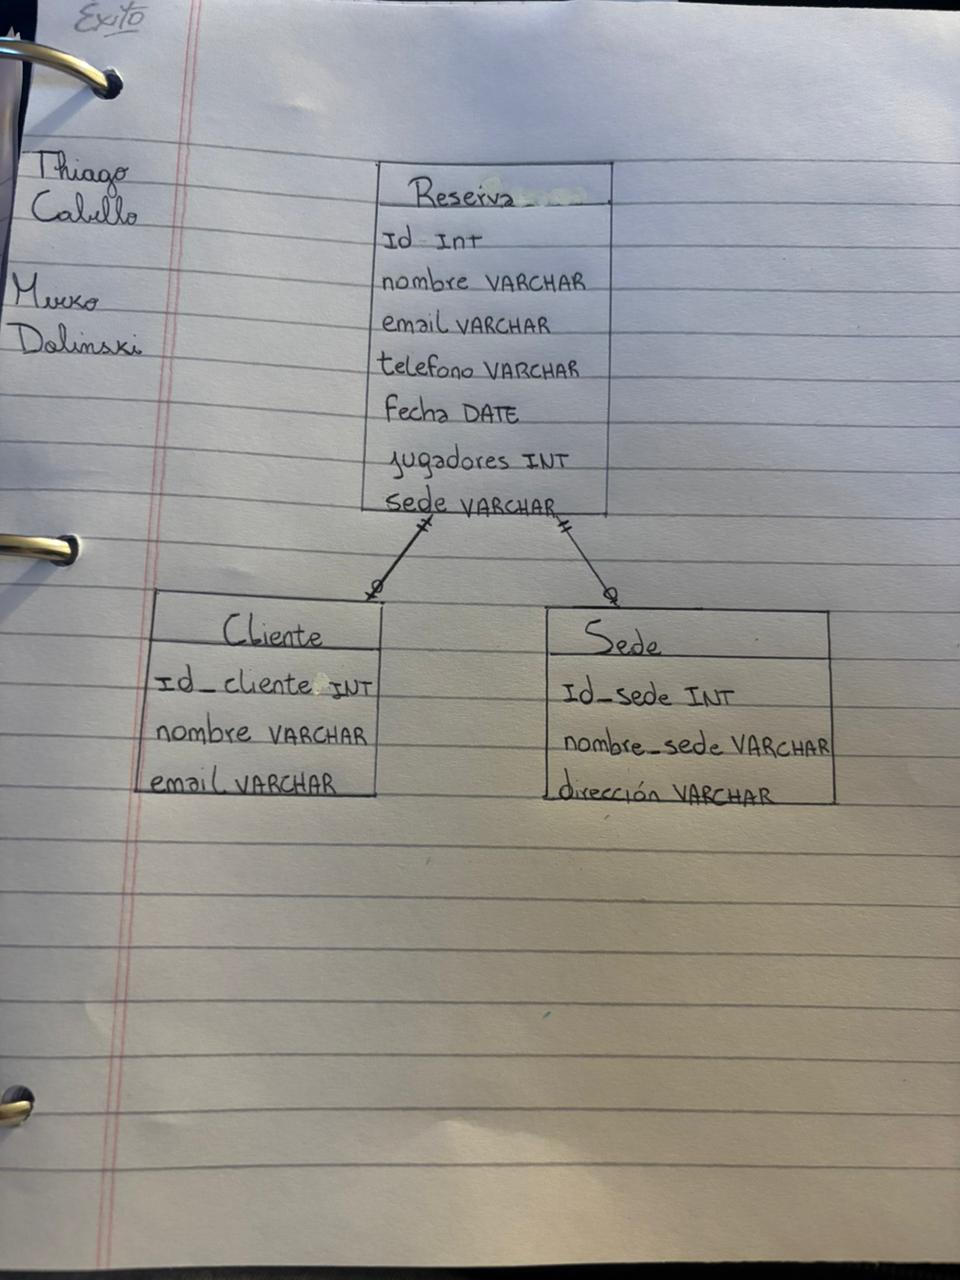 Exito
Thiago
Cabello
Mirko
Dolinski
Reserva
Id Int
nombre VARCHAR
email VARCHAR
telefono VARCHAR
fecha DATE
jugadores INT
sede VARCHAR
Cliente
Id_cliente INT
nombre VARCHAR
email VARCHAR
Sede
Id_sede INT
nombre_sede VARCHAR
dirección VARCHAR